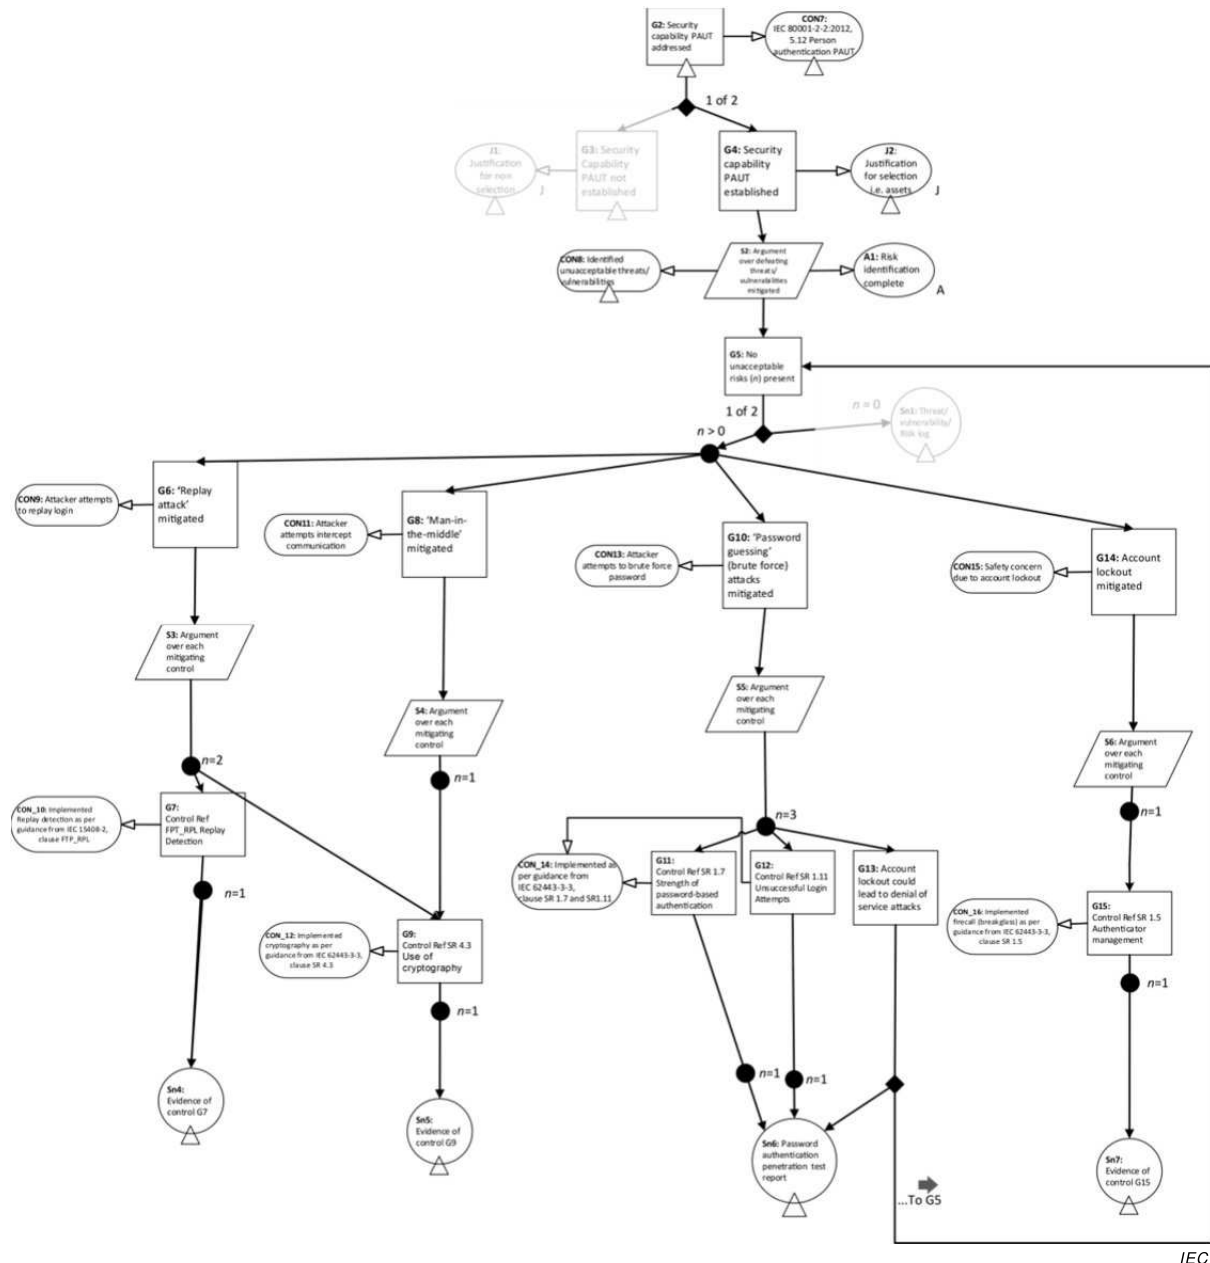 G2: Security
capability PAUT
addressed
CON7:
IEC 80001-2-2:2012,
5.12 Person
authentication PAUT
1 of 2
J1:
Justification
for non
selection
J
G3: Security
Capability
PAUT not
established
G4: Security
capability
PAUT
established
J2:
Justification
for selection
i.e. assets
J
CON8: Identified
unacceptable threats/
vulnerabilities
S2: Argument
over defeating
threats/
vulnerabilities
mitigated
A1: Risk
identification
complete
A
G5: No
unacceptable
risks (n) present
1 of 2
n = 0
Sn1: Threat/
vulnerability/
Risk log
n > 0
CON9: Attacker attempts
to replay login
G6: ‘Replay
attack’
mitigated
CON11: Attacker
attempts intercept
communication
G8: ‘Man-in-
the-middle’
mitigated
CON13: Attacker
attempts to brute force
password
G10: ‘Password
guessing’
(brute force)
attacks
mitigated
CON15: Safety concern
due to account lockout
G14: Account
lockout
mitigated
S3: Argument
over each
mitigating
control
S4: Argument
over each
mitigating
control
S5: Argument
over each
mitigating
control
S6: Argument
over each
mitigating
control
n=2
n=1
n=3
n=1
CON_10: Implemented
Replay detection as per
guidance from IEC 15408-2,
clause FTP_RPL
G7:
Control Ref
FPT_RPL Replay
Detection
n=1
CON_14: Implemented as
per guidance from
IEC 62443-3-3,
clause SR 1.7 and SR1.11
G11:
Control Ref SR 1.7
Strength of
password-based
authentication
G12:
Control Ref SR 1.11
Unsuccessful Login
Attempts
G13: Account
lockout could
lead to denial of
service attacks
CON_12: Implemented
cryptography as per
guidance from IEC 62443-3-3,
clause SR 4.3
G9:
Control Ref SR 4.3
Use of
cryptography
CON_16: Implemented
firecall (breakglass) as per
guidance from IEC 62443-3-3,
clause SR 1.5
G15:
Control Ref SR 1.5
Authenticator
management
n=1
n=1
n=1
n=1
Sn4:
Evidence of
control G7
Sn5:
Evidence of
control G9
Sn6: Password
authentication
penetration test
report
Sn7:
Evidence of
control G15
...To G5
IEC